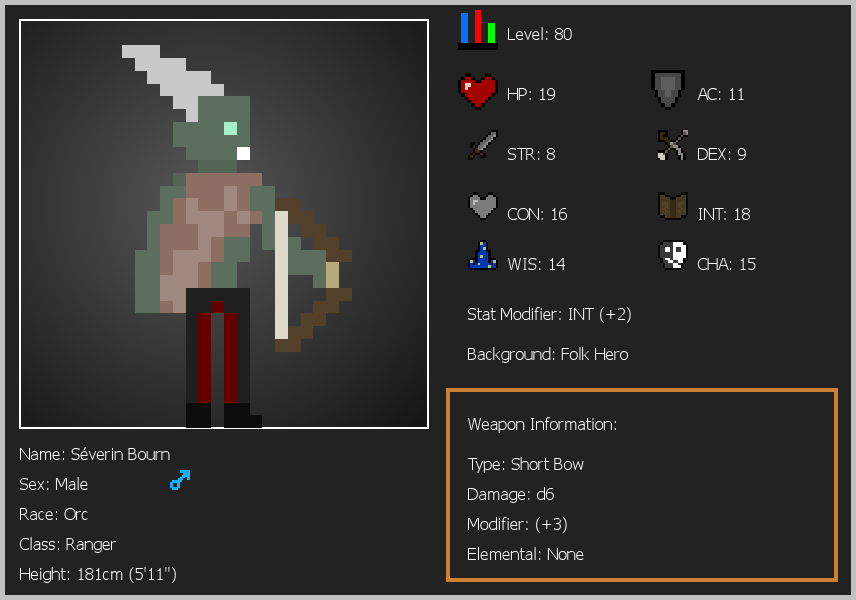 Level: 80
HP: 19
AC: 11
STR: 8
DEX: 9
CON: 16
INT: 18
WIS: 14
CHA: 15
Stat Modifier: INT (+2)
Background: Folk Hero
Weapon Information:
Type: Short Bow
Damage: d6
Modifier: (+3)
Elemental: None
Name: Séverin Bourn
Sex: Male
Race: Orc
Class: Ranger
Height: 181cm (5'11")